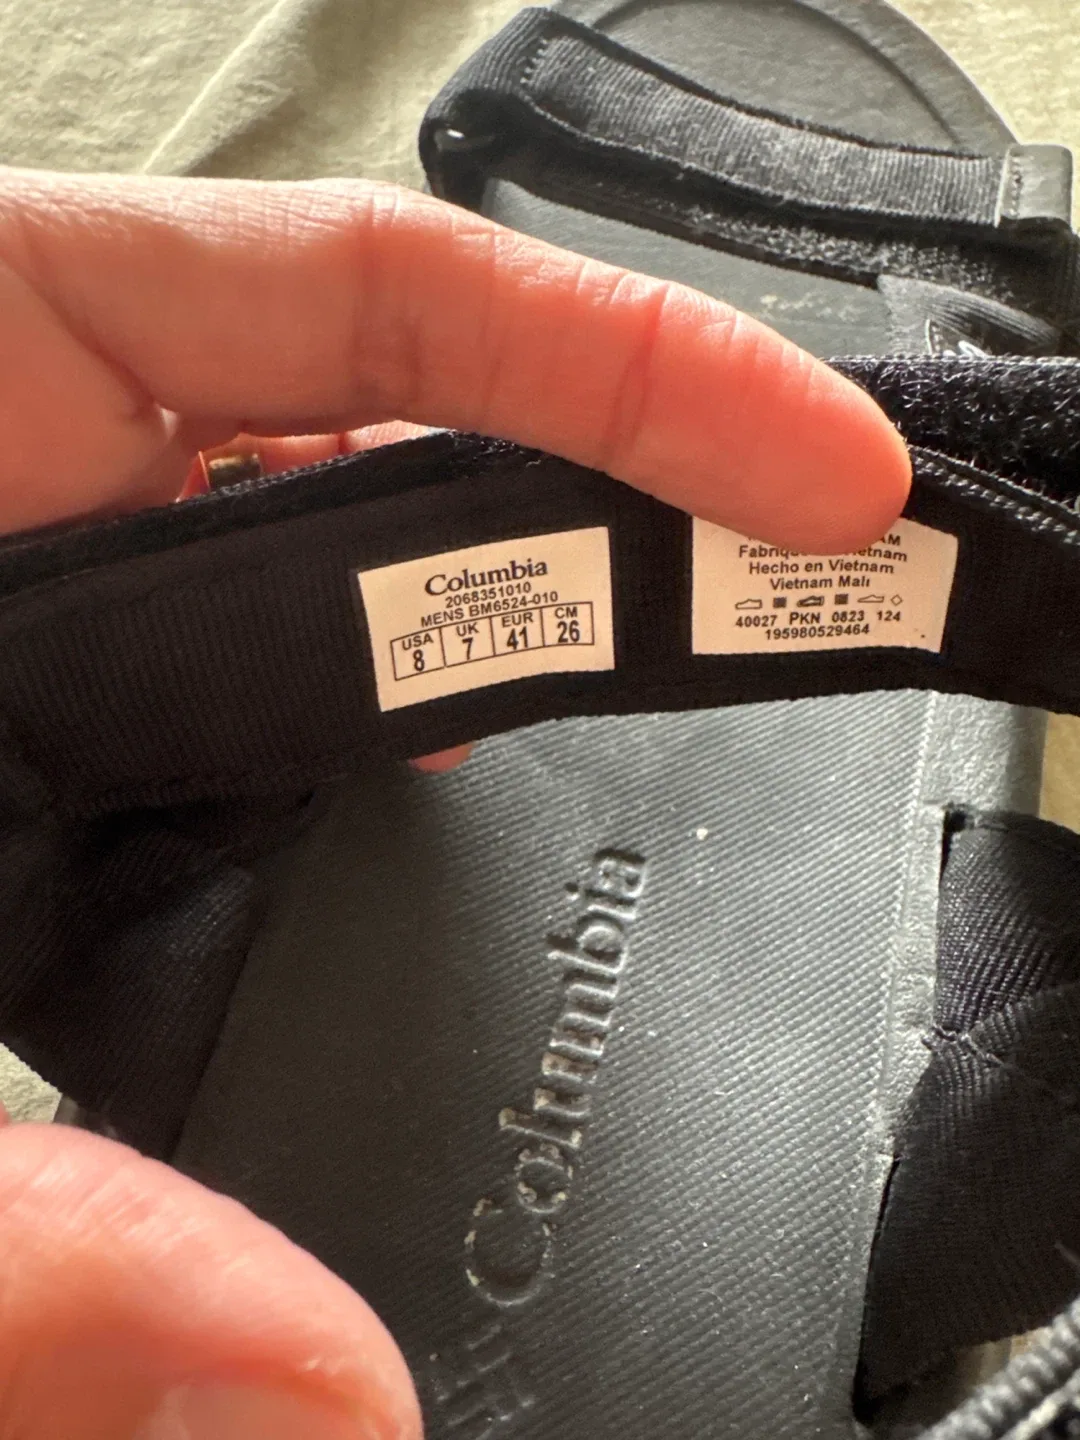 Columbia
2068351010
MENS BM6524-010
USA UK EUR CM
8 7 41 26
Hecho en Vietnam
Vietnam Malı
40027 PKN 0823 124
195980529464
Columbia